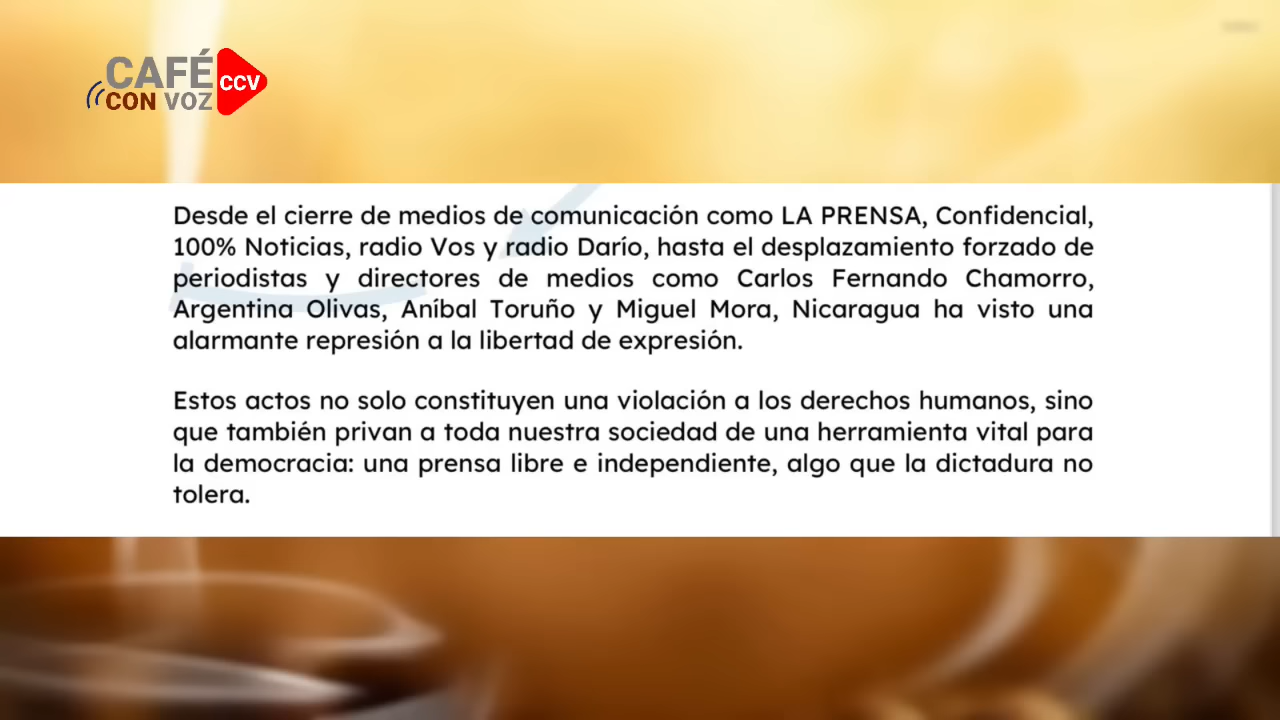 CAFÉ
CON VOZ
CCV
Desde el cierre de medios de comunicación como LA PRENSA, Confidencial,
100% Noticias, radio Vos y radio Darío, hasta el desplazamiento forzado de
periodistas y directores de medios como Carlos Fernando Chamorro,
Argentina Olivas, Aníbal Toruño y Miguel Mora, Nicaragua ha visto una
alarmante represión a la libertad de expresión.
Estos actos no solo constituyen una violación a los derechos humanos, sino
que también privan a toda nuestra sociedad de una herramienta vital para
la democracia: una prensa libre e independiente, algo que la dictadura no
tolera.